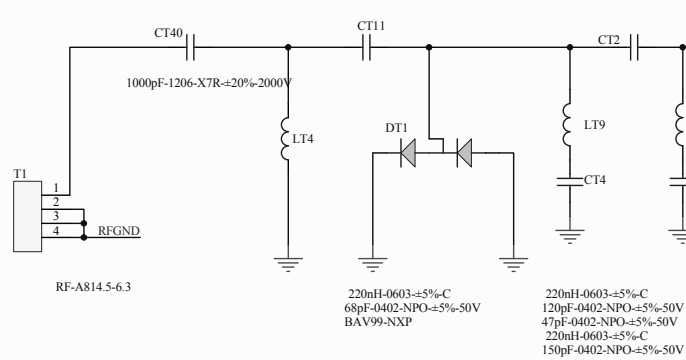 CT40
CT11
CT2
1000pF-1206-X7R-±20%-2000V
LT4
DT1
LT9
CT4
T1
1
2
3
4
RFGND
RF-A814.5-6.3
220nH-0603-±5%-C
68pF-0402-NPO-±5%-50V
BAV99-NXP
220nH-0603-±5%-C
120pF-0402-NPO-±5%-50V
47pF-0402-NPO-±5%-50V
220nH-0603-±5%-C
150pF-0402-NPO-±5%-50V